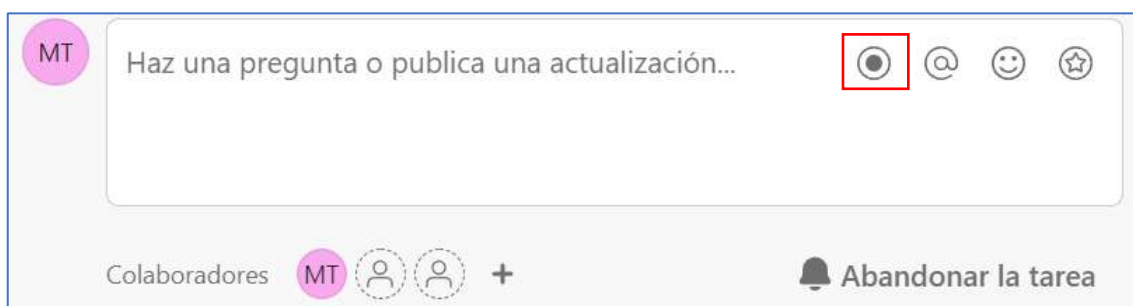 MT
Haz una pregunta o publica una actualización...
Colaboradores MT + Abandonar la tarea